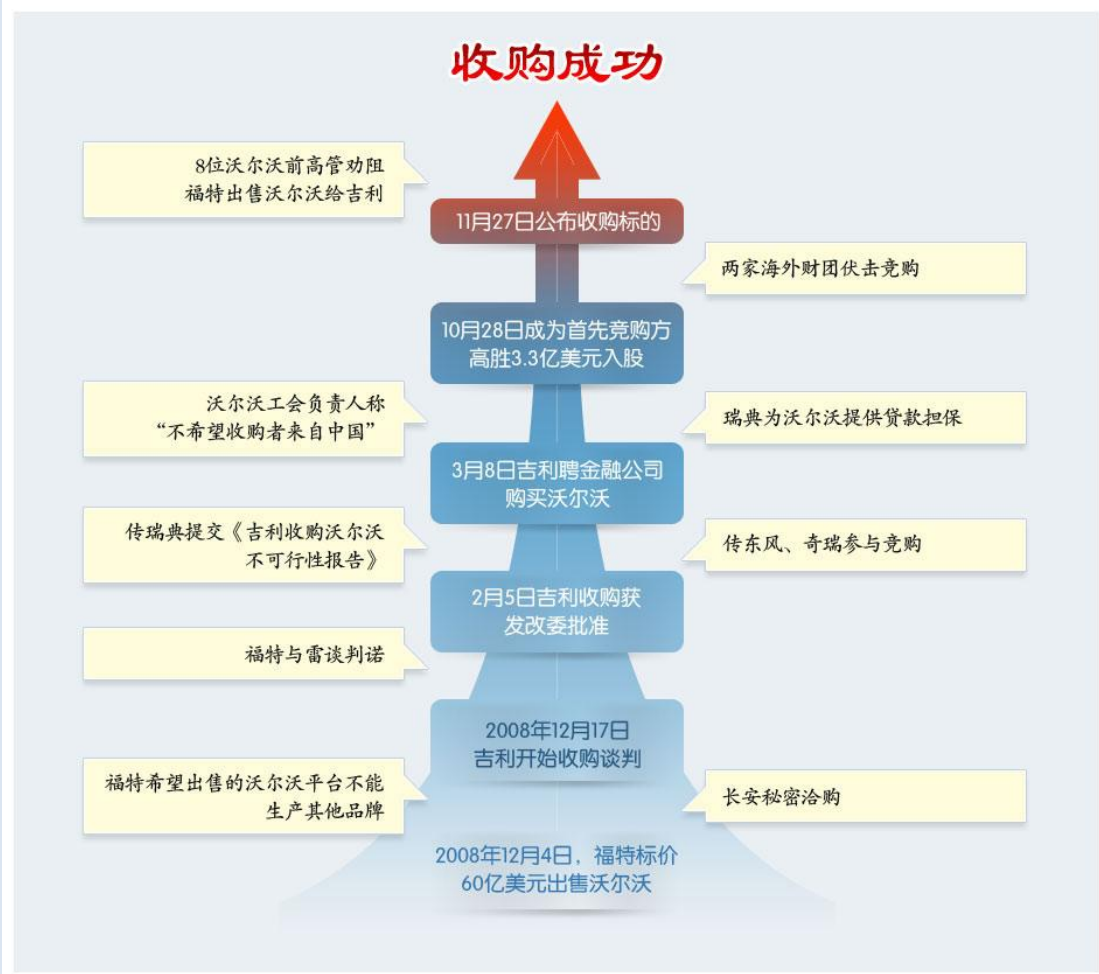 收购成功
8位沃尔沃前高管劝阻
福特出售沃尔沃给吉利
11月27日公布收购标的
两家海外财团伏击竞购
10月28日成为首先竞购方
高胜3.3亿美元入股
沃尔沃工会负责人称
“不希望收购者来自中国”
瑞典为沃尔沃提供贷款担保
3月8日吉利聘金融公司
购买沃尔沃
传瑞典提交《吉利收购沃尔沃
不可行性报告》
传东风、奇瑞参与竞购
2月5日吉利收购获
发改委批准
福特与雷谈判诺
2008年12月17日
吉利开始收购谈判
福特希望出售的沃尔沃平台不能
生产其他品牌
长安秘密洽购
2008年12月4日，福特标价
60亿美元出售沃尔沃